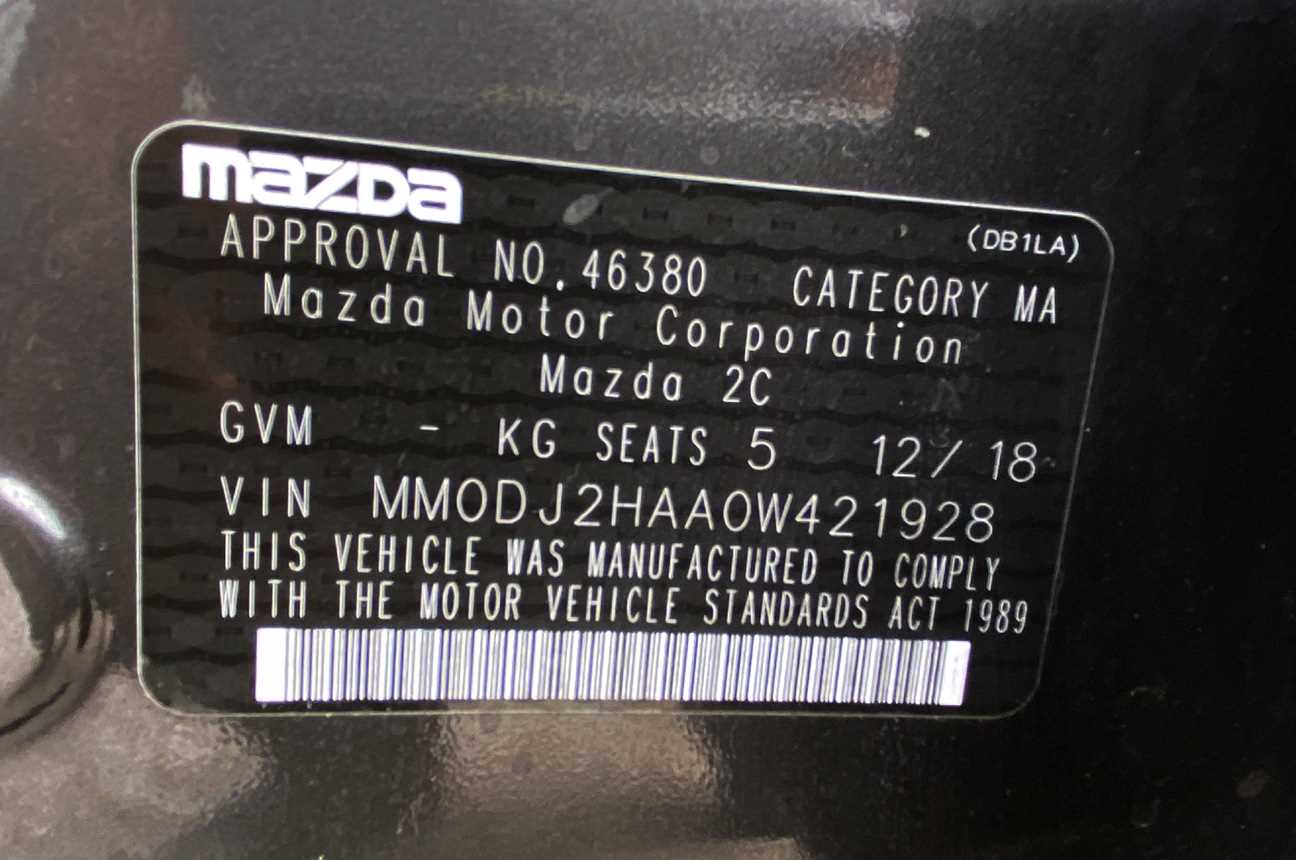 mazda
(DB1LA)
APPROVAL NO.46380 CATEGORY MA
Mazda Motor Corporation
Mazda 2C
GVM - KG SEATS 5 12/18
VIN MM0DJ2HAA0W421928
THIS VEHICLE WAS MANUFACTURED TO COMPLY
WITH THE MOTOR VEHICLE STANDARDS ACT 1989